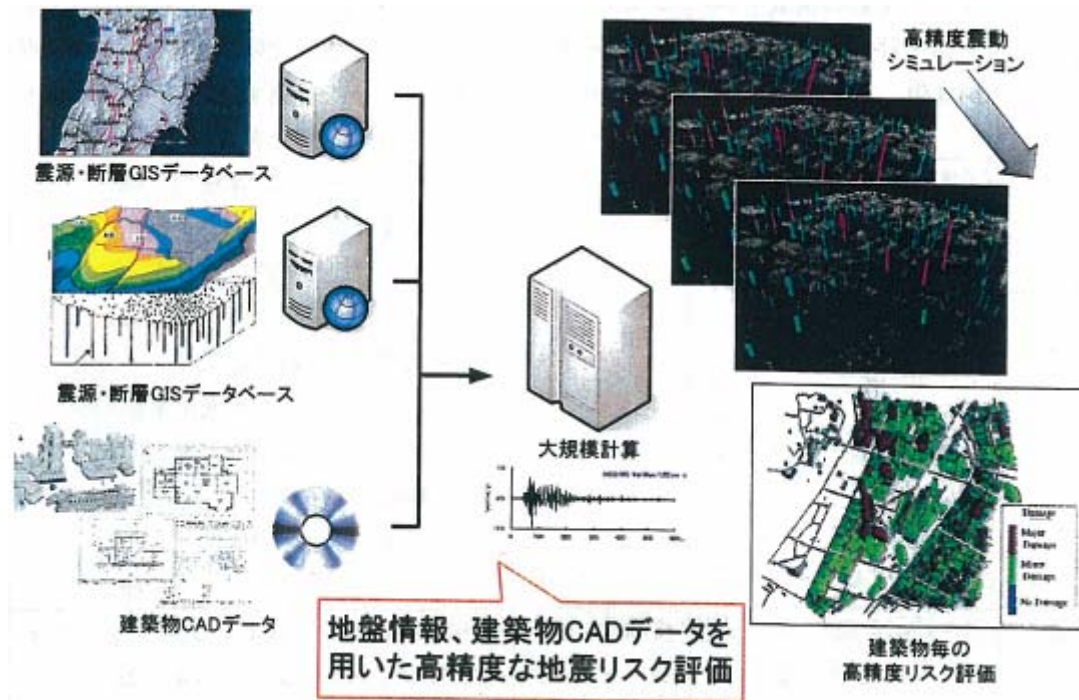 震源・断層GISデータベース
震源・断層GISデータベース
建築物CADデータ
大規模計算
高精度震動
シミュレーション
Damage
Major
Damage
Minor
Damage
No Damage
建築物毎の
高精度リスク評価
地盤情報、建築物CADデータを
用いた高精度な地震リスク評価